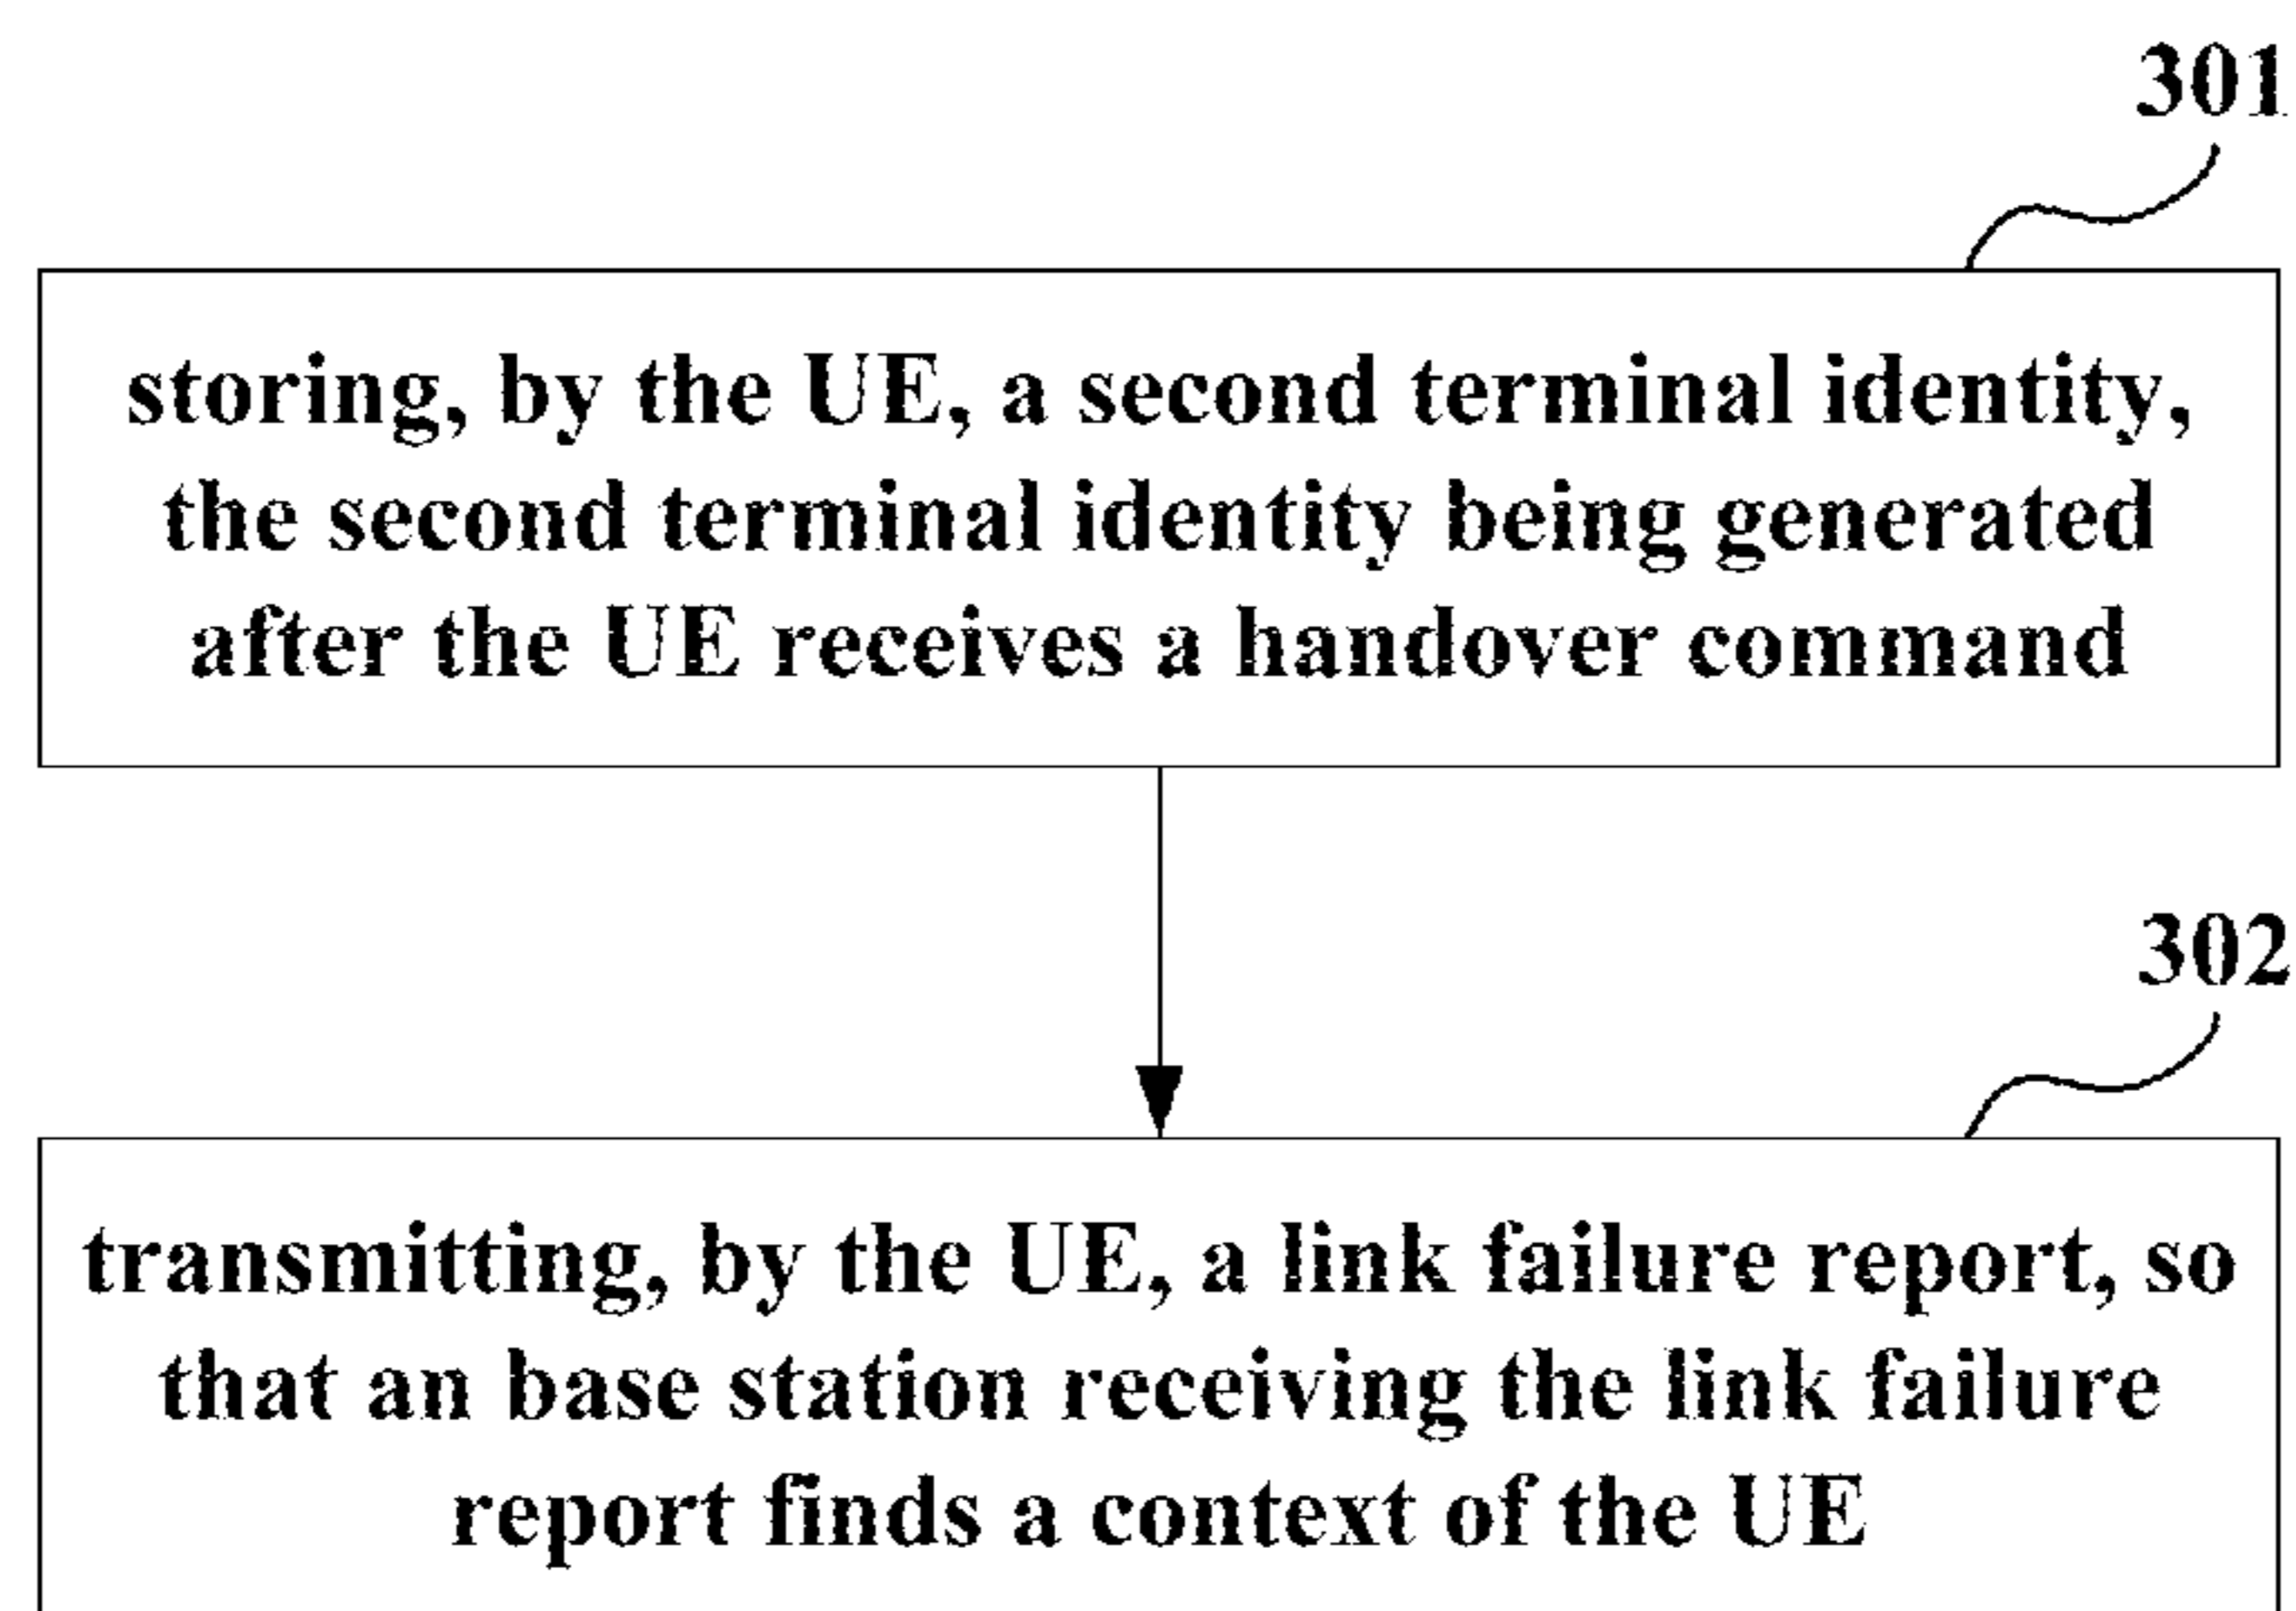 301
storing, by the UE, a second terminal identity,
the second terminal identity being generated
after the UE receives a handover command
302
transmitting, by the UE, a link failure report, so
that an base station receiving the link failure
report finds a context of the UE